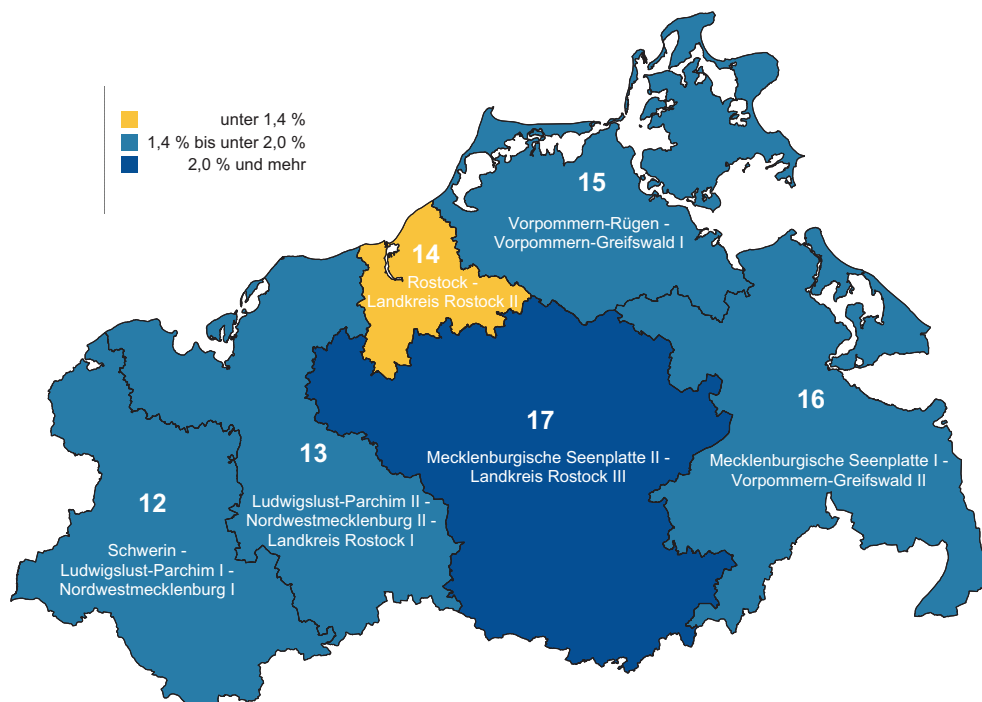 unter 1,4 %
1,4 % bis unter 2,0 %
2,0 % und mehr
15
Vorpommern-Rügen -
Vorpommern-Greifswald I
14
Rostock -
Landkreis Rostock II
16
Mecklenburgische Seenplatte I -
Vorpommern-Greifswald II
17
Mecklenburgische Seenplatte II -
Landkreis Rostock III
13
Ludwigslust-Parchim II -
Nordwestmecklenburg II -
Landkreis Rostock I
12
Schwerin -
Ludwigslust-Parchim I -
Nordwestmecklenburg I